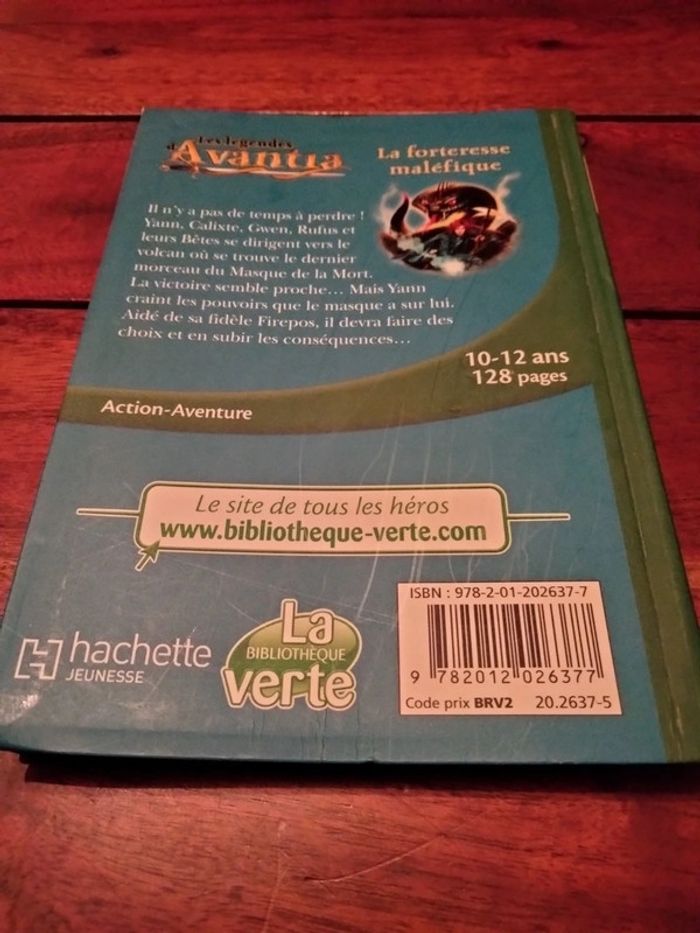 Les légendes
d'Avantia
La forteresse
maléfique
Il n'y a pas de temps à perdre !
Yann, Calixte, Gwen, Rufus et
leurs Bêtes se dirigent vers le
volcan où se trouve le dernier
morceau du Masque de la Mort.
La victoire semble proche... Mais Yann
craint les pouvoirs que le masque a sur lui.
Aidé de sa fidèle Firepos, il devra faire des
choix et en subir les conséquences...
10-12 ans
128 pages
Action-Aventure
Le site de tous les héros
www.bibliotheque-verte.com
hachette
JEUNESSE
La
BIBLIOTHÈQUE
verte
ISBN : 978-2-01-202637-7
9 782012 026377
Code prix BRV2 20.2637-5